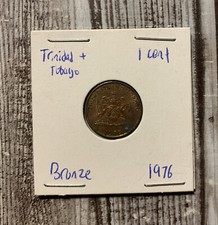 Trinidad + 1 cent
Tobago
Bronze 1976